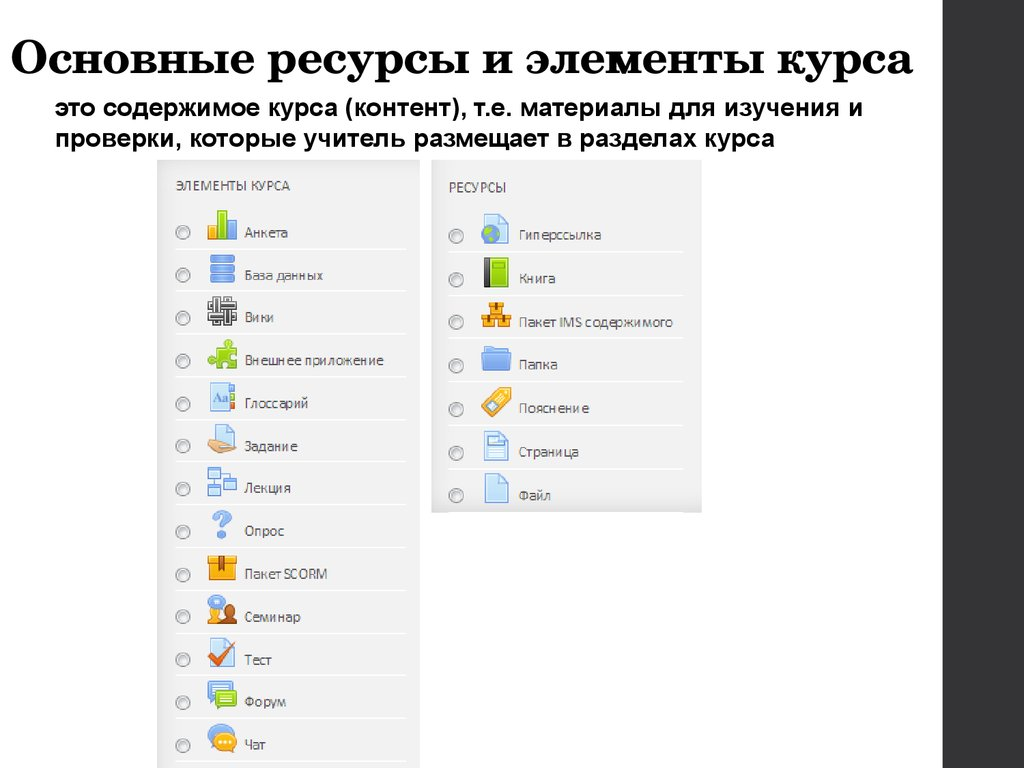 Основные ресурсы и элементы курса
это содержимое курса (контент), т.е. материалы для изучения и
проверки, которые учитель размещает в разделах курса
ЭЛЕМЕНТЫ КУРСА
Анкета
База данных
Вики
Внешнее приложение
Aa
Глоссарий
Задание
Лекция
Опрос
Пакет SCORM
Семинар
Тест
Форум
Чат
РЕСУРСЫ
Гиперссылка
Книга
Пакет IMS содержимого
Папка
Пояснение
Страница
Файл